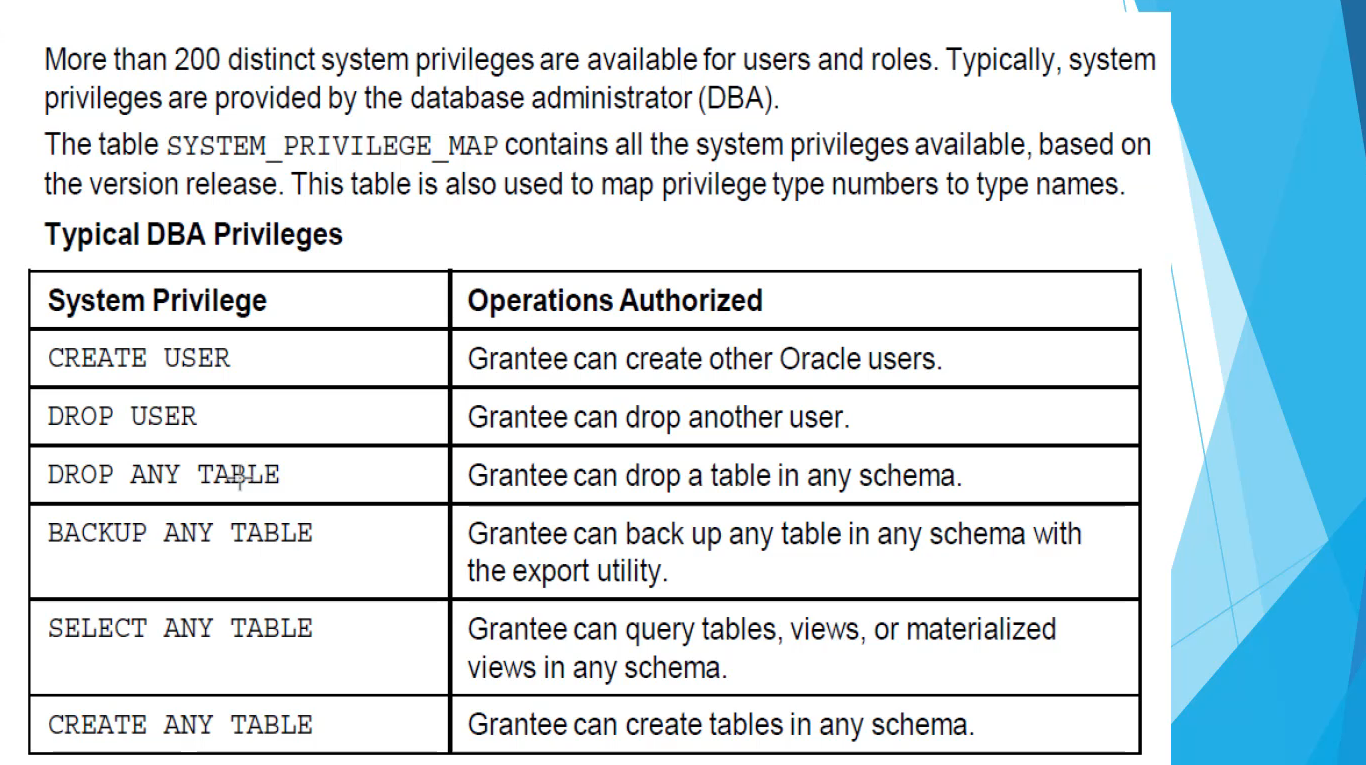 More than 200 distinct system privileges are available for users and roles. Typically, system
privileges are provided by the database administrator (DBA).
The table SYSTEM_PRIVILEGE_MAP contains all the system privileges available, based on
the version release. This table is also used to map privilege type numbers to type names.
Typical DBA Privileges
System Privilege
Operations Authorized
CREATE USER
Grantee can create other Oracle users.
DROP USER
Grantee can drop another user.
DROP ANY TABLE
Grantee can drop a table in any schema.
BACKUP ANY TABLE
Grantee can back up any table in any schema with
the export utility.
SELECT ANY TABLE
Grantee can query tables, views, or materialized
views in any schema.
CREATE ANY TABLE
Grantee can create tables in any schema.